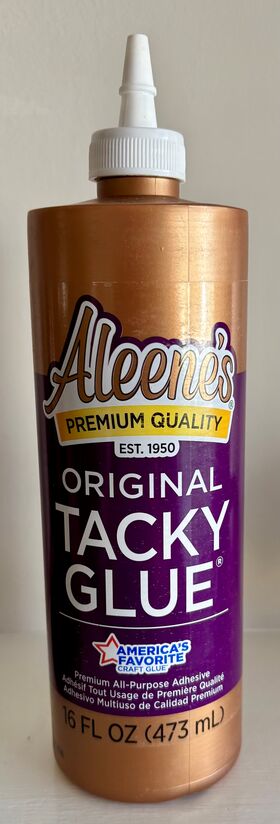 Aleene's®
PREMIUM QUALITY
EST. 1950
ORIGINAL
TACKY
GLUE®
AMERICA'S
FAVORITE
CRAFT GLUE
Premium All-Purpose Adhesive
Adhésif Tout Usage de Première Qualité
Adhesivo Multiuso de Calidad Premium
16 FL OZ (473 mL)